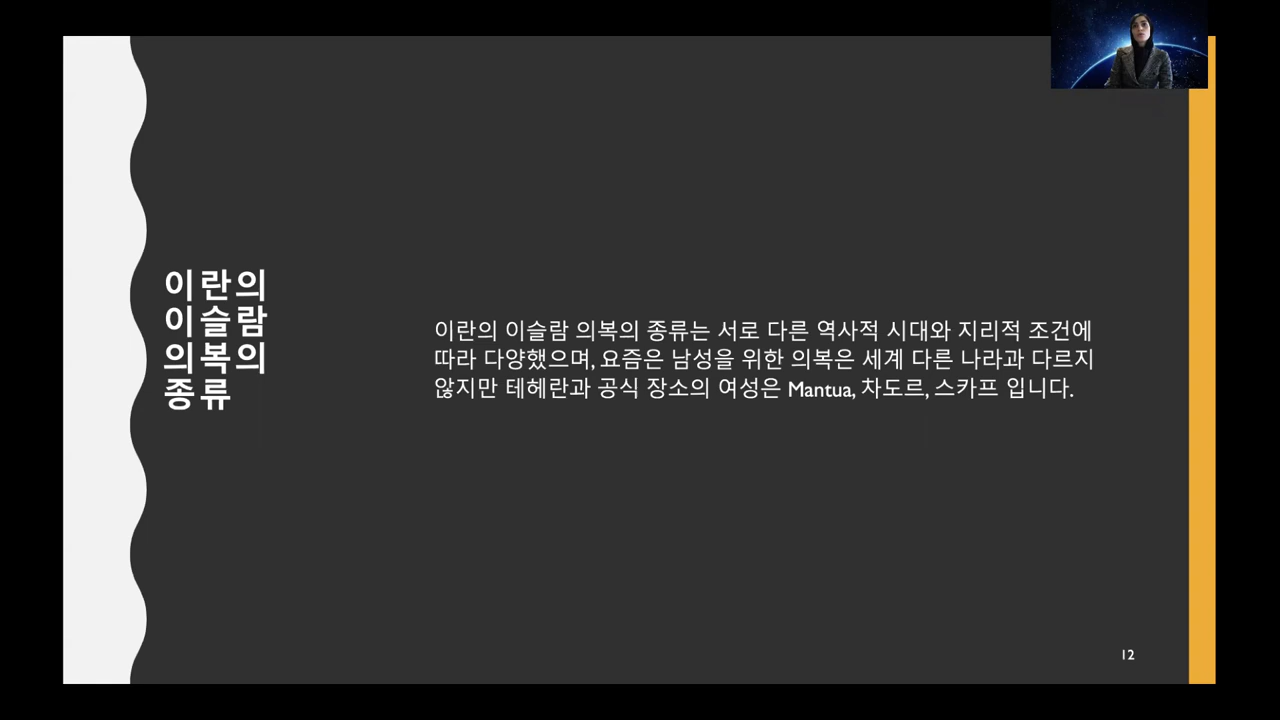 이란의
이슬람
의복의
종류
이란의 이슬람 의복의 종류는 서로 다른 역사적 시대와 지리적 조건에
따라 다양했으며, 요즘은 남성을 위한 의복은 세계 다른 나라과 다르지
않지만 테헤란과 공식 장소의 여성은 Mantua, 차도르, 스카프 입니다.
12